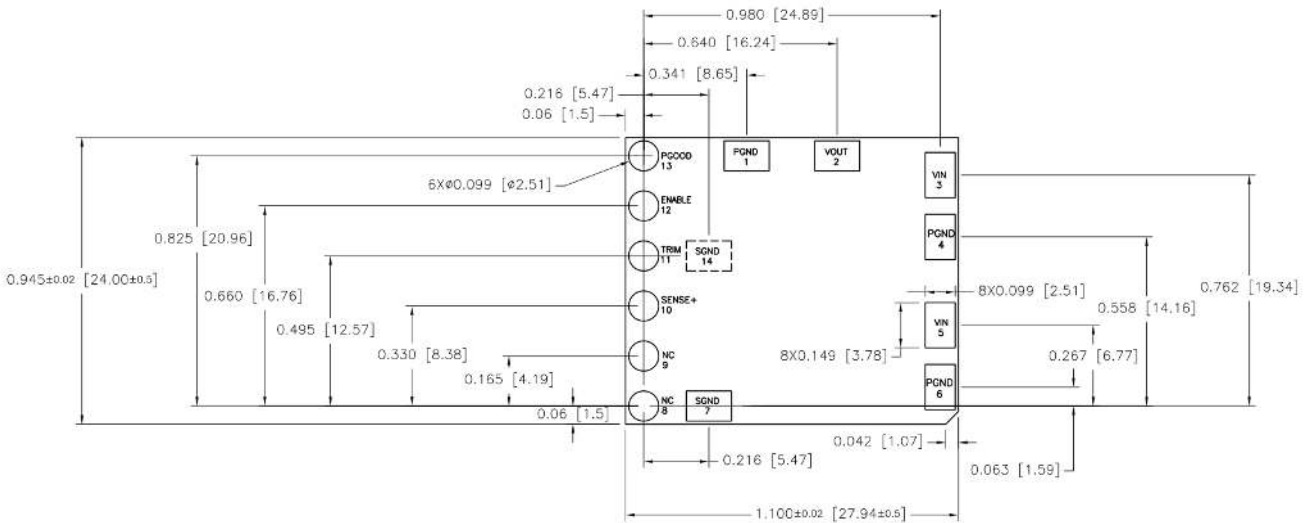 0.980 [24.89]
0.640 [16.24]
0.341 [8.65]
0.216 [5.47]
0.06 [1.5]
PGOOD
13
PGND
1
VOUT
2
VIN
3
6XØ0.099 [Ø2.51]
ENABLE
12
0.825 [20.96]
PGND
4
TRIM
11
SGND
14
0.945±0.02 [24.00±0.5]
0.660 [16.76]
0.762 [19.34]
8X0.099 [2.51]
0.558 [14.16]
SENSE+
10
0.495 [12.57]
VIN
5
0.330 [8.38]
8X0.149 [3.78]
0.267 [6.77]
NC
9
0.165 [4.19]
PGND
6
NC
8
SGND
7
0.06 [1.5]
0.042 [1.07]
0.216 [5.47]
0.063 [1.59]
1.100±0.02 [27.94±0.5]